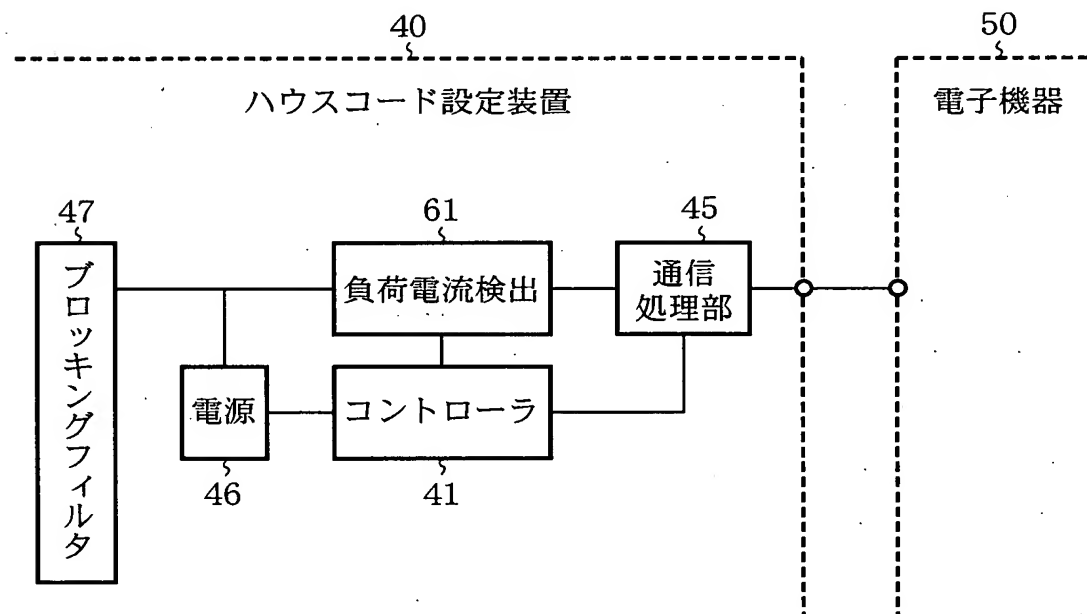 40
50
ハウスコード設定装置
電子機器
47
61
45
ブロッキングフィルタ
負荷電流検出
通信
処理部
電源
コントローラ
46
41